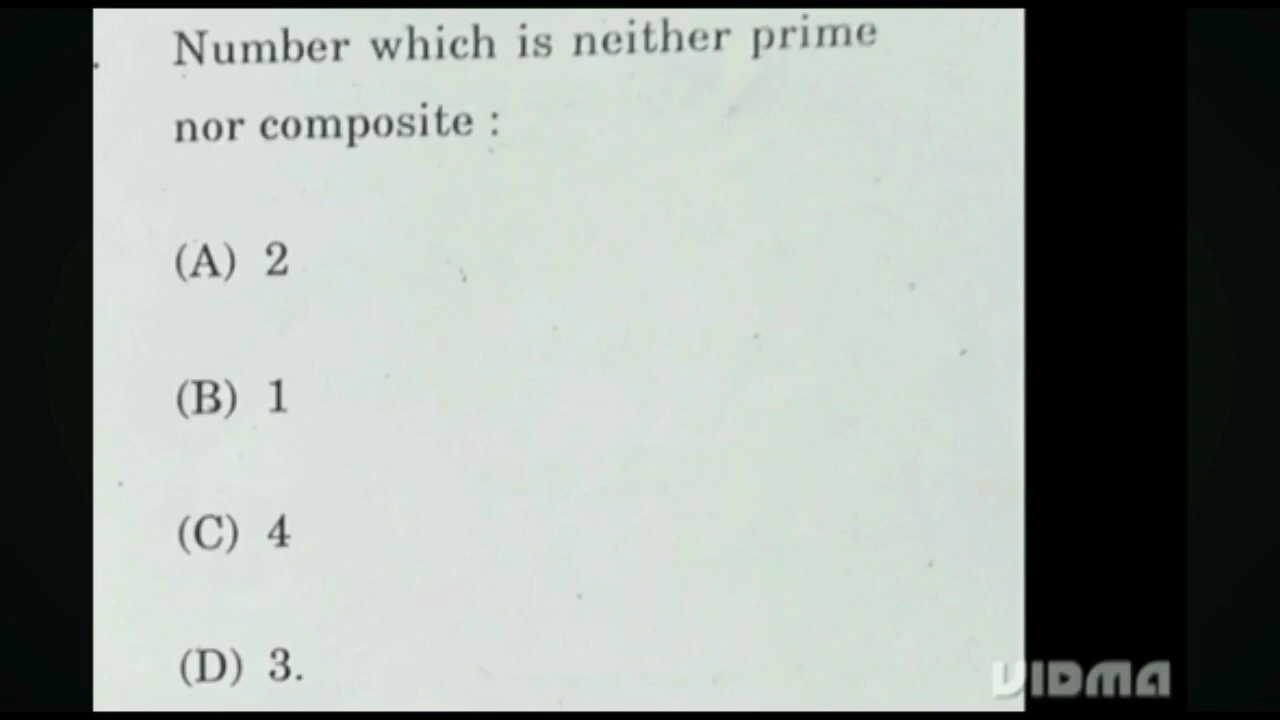 Number which is neither prime
nor composite :
(A) 2
(B) 1
(C) 4
(D) 3.
VIDMA